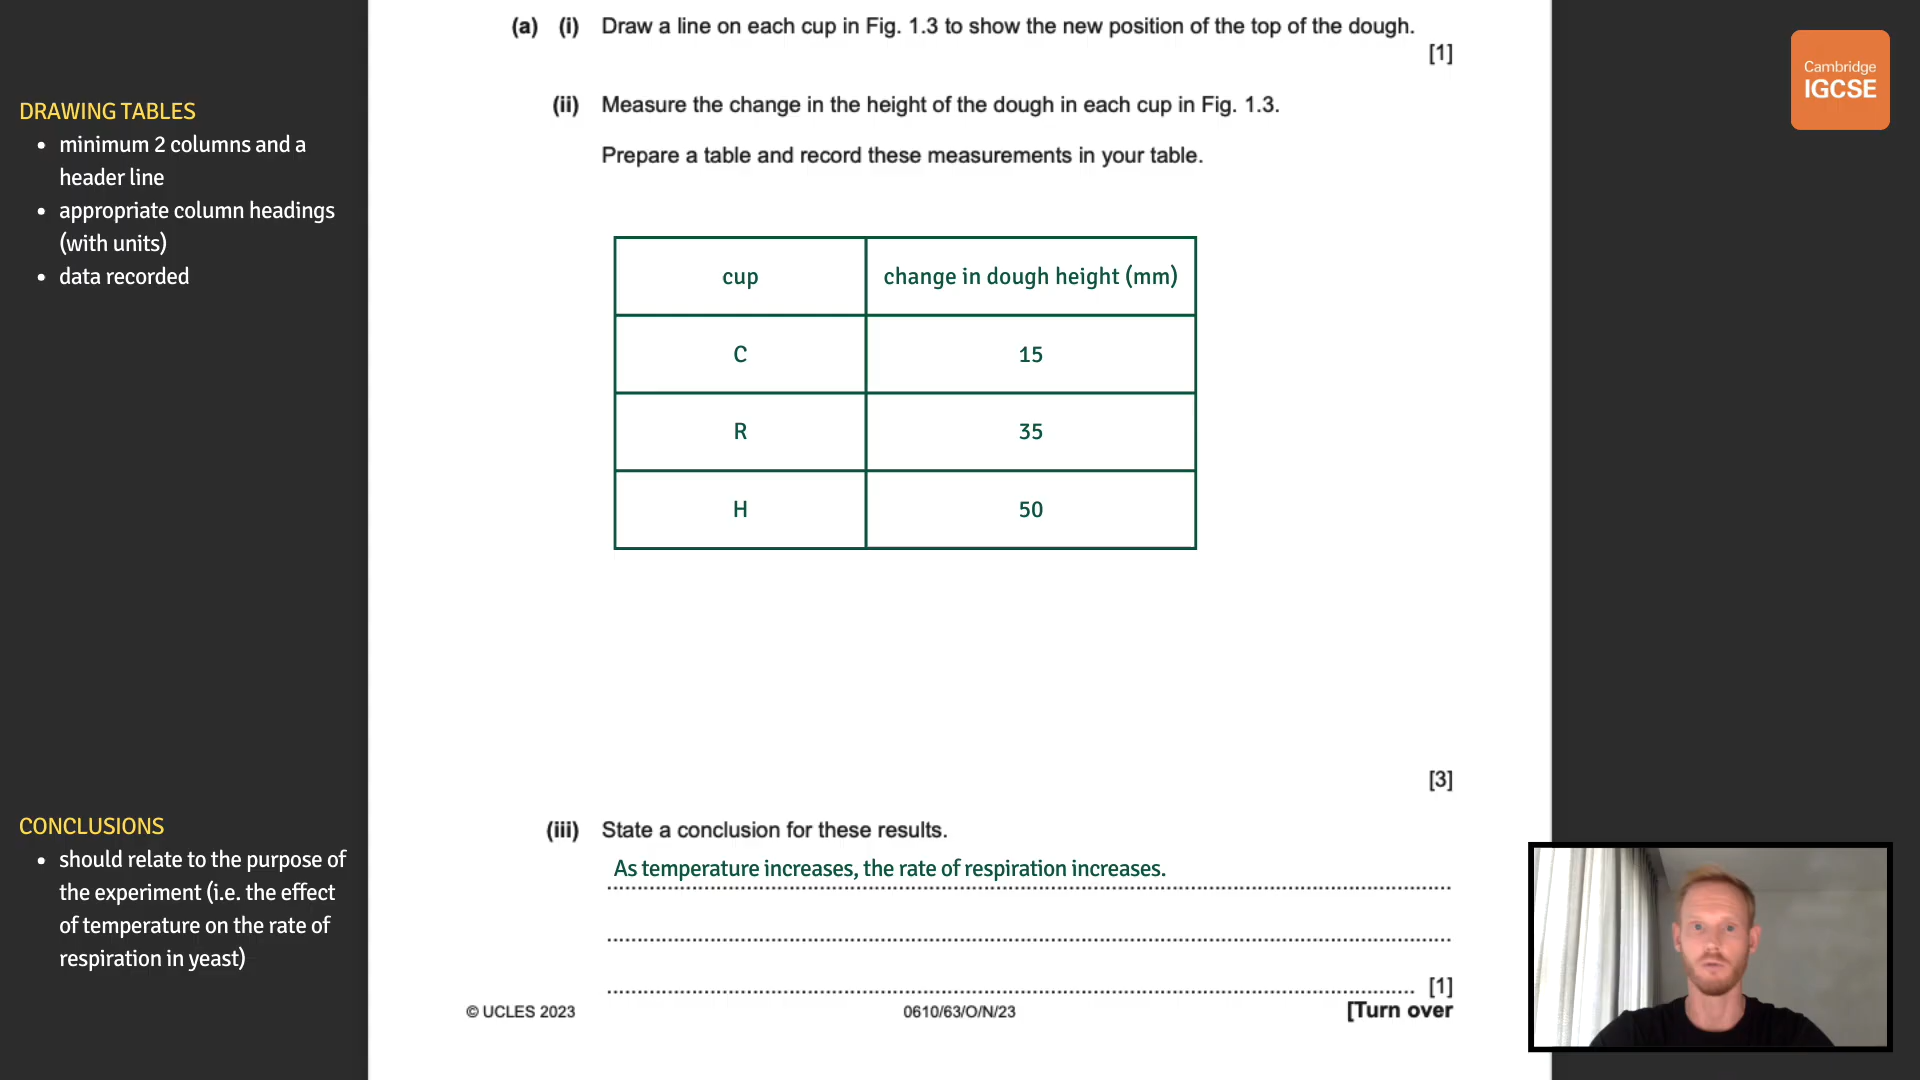 (a) (i) Draw a line on each cup in Fig. 1.3 to show the new position of the top of the dough.
[1]
Cambridge
IGCSE
DRAWING TABLES
• minimum 2 columns and a
header line
• appropriate column headings
(with units)
• data recorded
(ii) Measure the change in the height of the dough in each cup in Fig. 1.3.
Prepare a table and record these measurements in your table.
cup change in dough height (mm)
C 15
R 35
H 50
[3]
CONCLUSIONS
• should relate to the purpose of
the experiment (i.e. the effect
of temperature on the rate of
respiration in yeast)
(iii) State a conclusion for these results.
As temperature increases, the rate of respiration increases.
[1]
© UCLES 2023 0610/63/O/N/23 [Turn over